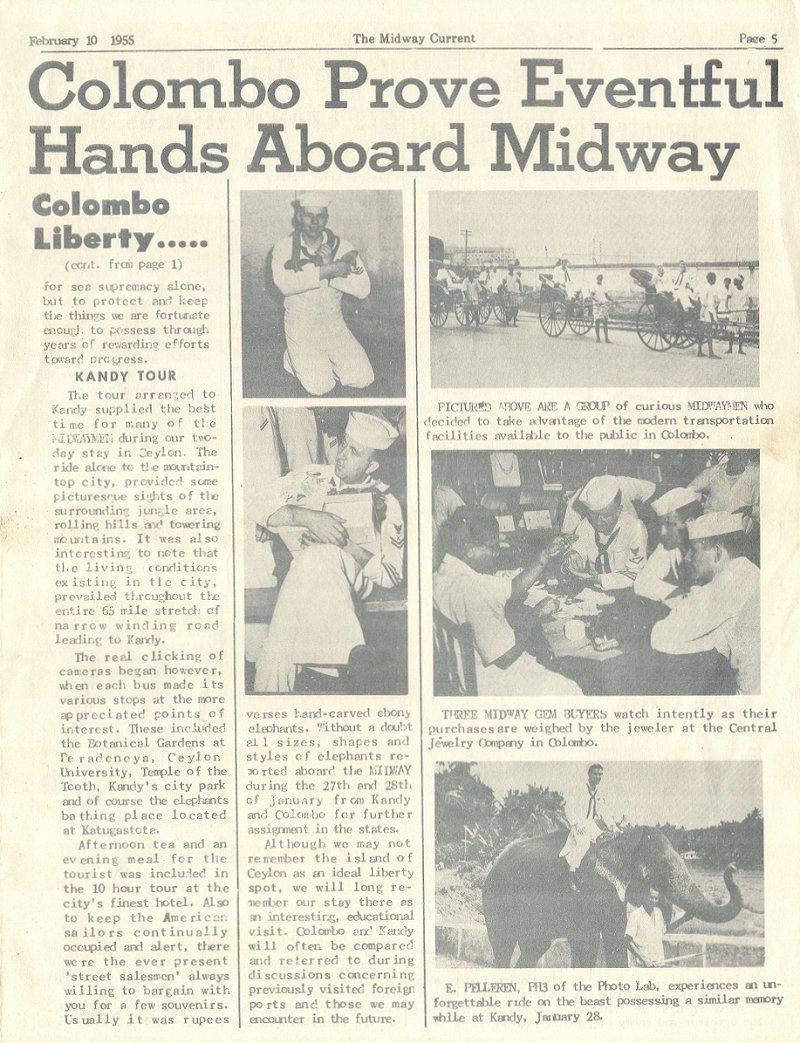 February 10 1955
The Midway Current
Page 5
Colombo Prove Eventful
Hands Aboard Midway
Colombo
Liberty.....
(cont. from page 1)
for sea supremacy alone,
but to protect and keep
the things we are fortunate
enough to possess through
years of rewarding efforts
toward progress.
KANDY TOUR
The tour arranged to
Kandy supplied the best
time for many of the
MIDWAYMEN during our two-
day stay in Ceylon. The
ride alone to the mountain-
top city, provided some
picturesque sights of the
surrounding jungle area,
rolling hills and towering
mountains. It was also
interesting to note that
the living conditions
existing in the city,
prevailed throughout the
entire 65 mile stretch of
narrow winding road
leading to Kandy.
The real clicking of
cameras began however,
when each bus made its
various stops at the more
appreciated points of
interest. These included
the Botanical Gardens at
Peradeneya, Ceylon
University, Temple of the
Tooth, Kandy's city park
and of course the elephants
bathing place located
at Katugastota.
Afternoon tea and an
evening meal for the
tourist was included in
the 10 hour tour at the
city's finest hotel. Also
to keep the American
sailors continually
occupied and alert, there
were the ever present
'street salesmen' always
willing to bargain with
you for a few souvenirs.
Usually it was rupees
verses hand-carved ebony
elephants. Without a doubt
all sizes, shapes and
styles of elephants re-
ported aboard the MIDWAY
during the 27th and 28th
of January from Kandy
and Colombo for further
assignment in the states.
Although we may not
remember the island of
Ceylon as an ideal liberty
spot, we will long re-
member our stay there as
an interesting, educational
visit. Colombo and Kandy
will often be compared
and referred to during
discussions concerning
previously visited foreign
ports and those we may
encounter in the future.
PICTURED ABOVE ARE A GROUP of curious MIDWAYMEN who
decided to take advantage of the modern transportation
facilities available to the public in Colombo.
THREE MIDWAY GEM BUYERS watch intently as their
purchases are weighed by the jeweler at the Central
Jewelry Company in Colombo.
E. PELLEREN, PH3 of the Photo Lab, experiences an un-
forgettable ride on the beast possessing a similar memory
while at Kandy, January 28.